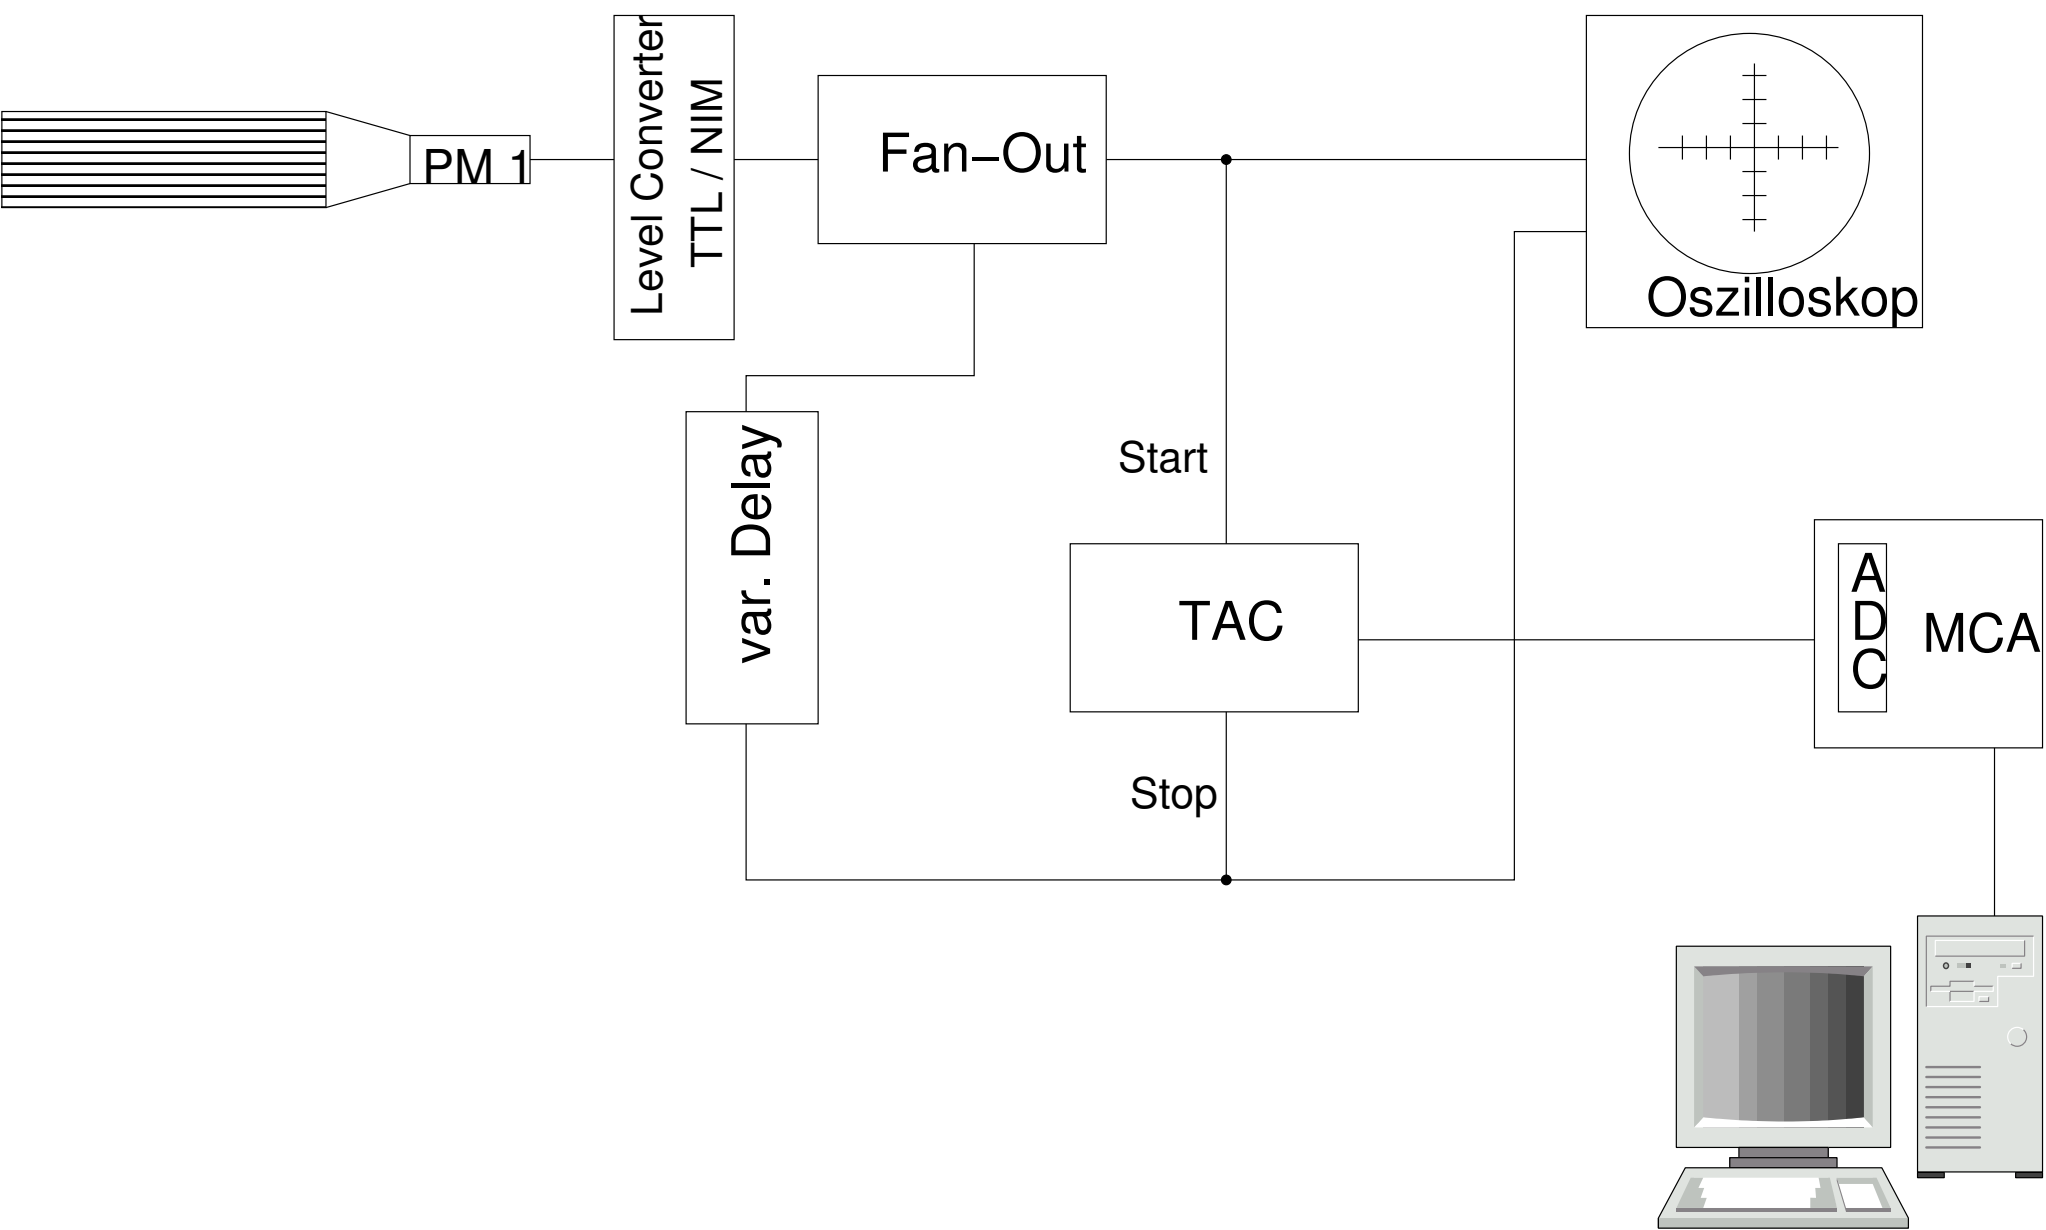 PM 1
Level Converter
TTL / NIM
Fan–Out
Oszilloskop
var. Delay
Start
TAC
Stop
A
D
C
MCA